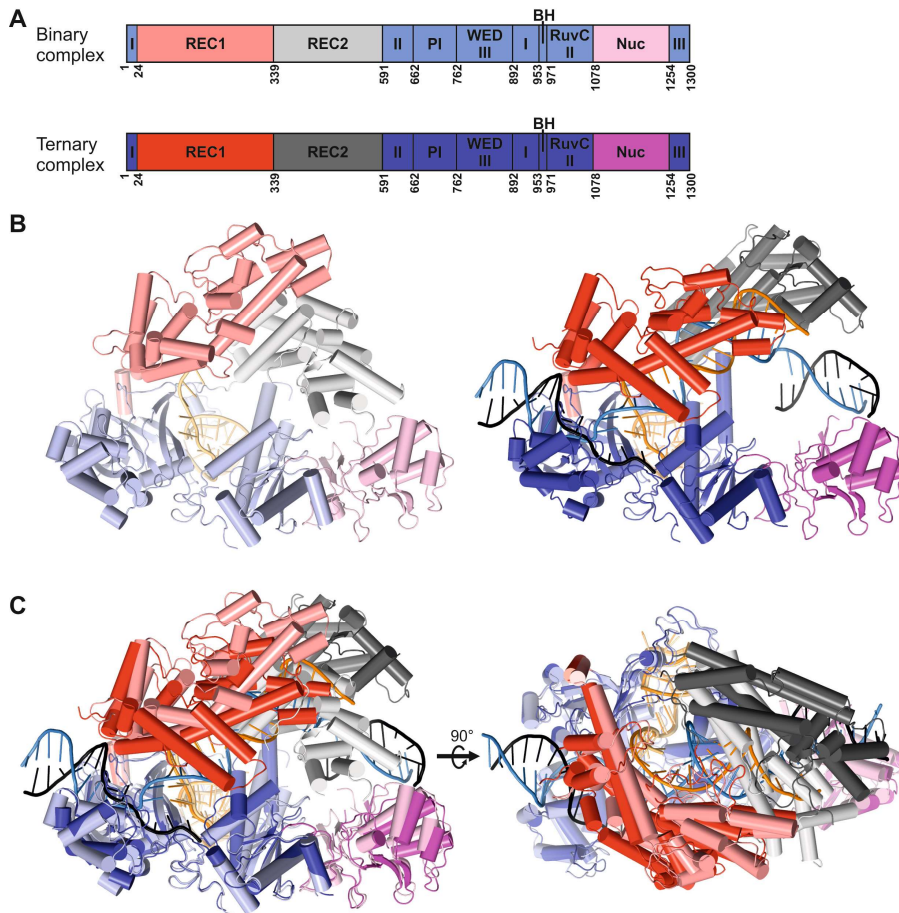 A
Binary
complex
BH
I REC1 REC2 II PI WED III I RuvC II Nuc III
1 24 339 591 662 762 892 953 971 1078 1254 1300
Ternary
complex
BH
I REC1 REC2 II PI WED III I RuvC II Nuc III
1 24 339 591 662 762 892 953 971 1078 1254 1300
B
C
90°